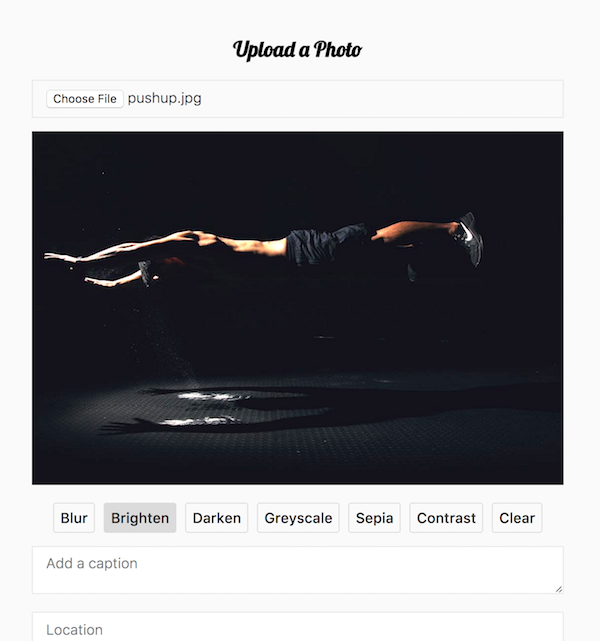 Upload a Photo
Choose File pushup.jpg
Blur Brighten Darken Greyscale Sepia Contrast Clear
Add a caption
Location